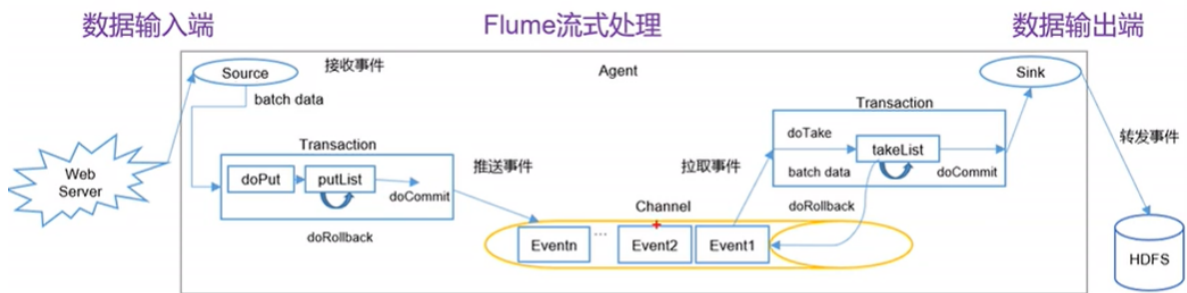 数据输入端
Flume流式处理
数据输出端
Source
接收事件
Agent
Sink
batch data
Transaction
转发事件
Web
Server
Transaction
doTake
takeList
推送事件
拉取事件
batch data
doCommit
doPut
putList
doCommit
doRollback
Channel
doRollback
Eventn
...
Event2
Event1
HDFS